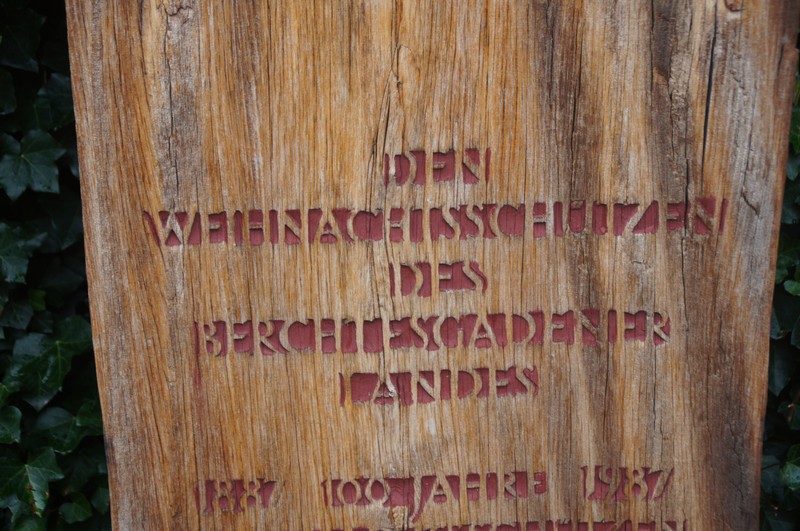 DEN
WEIHNACHTSSCHÜTZEN
DES
BERCHTESGADENER
LANDES
1887 100 JAHRE 1987